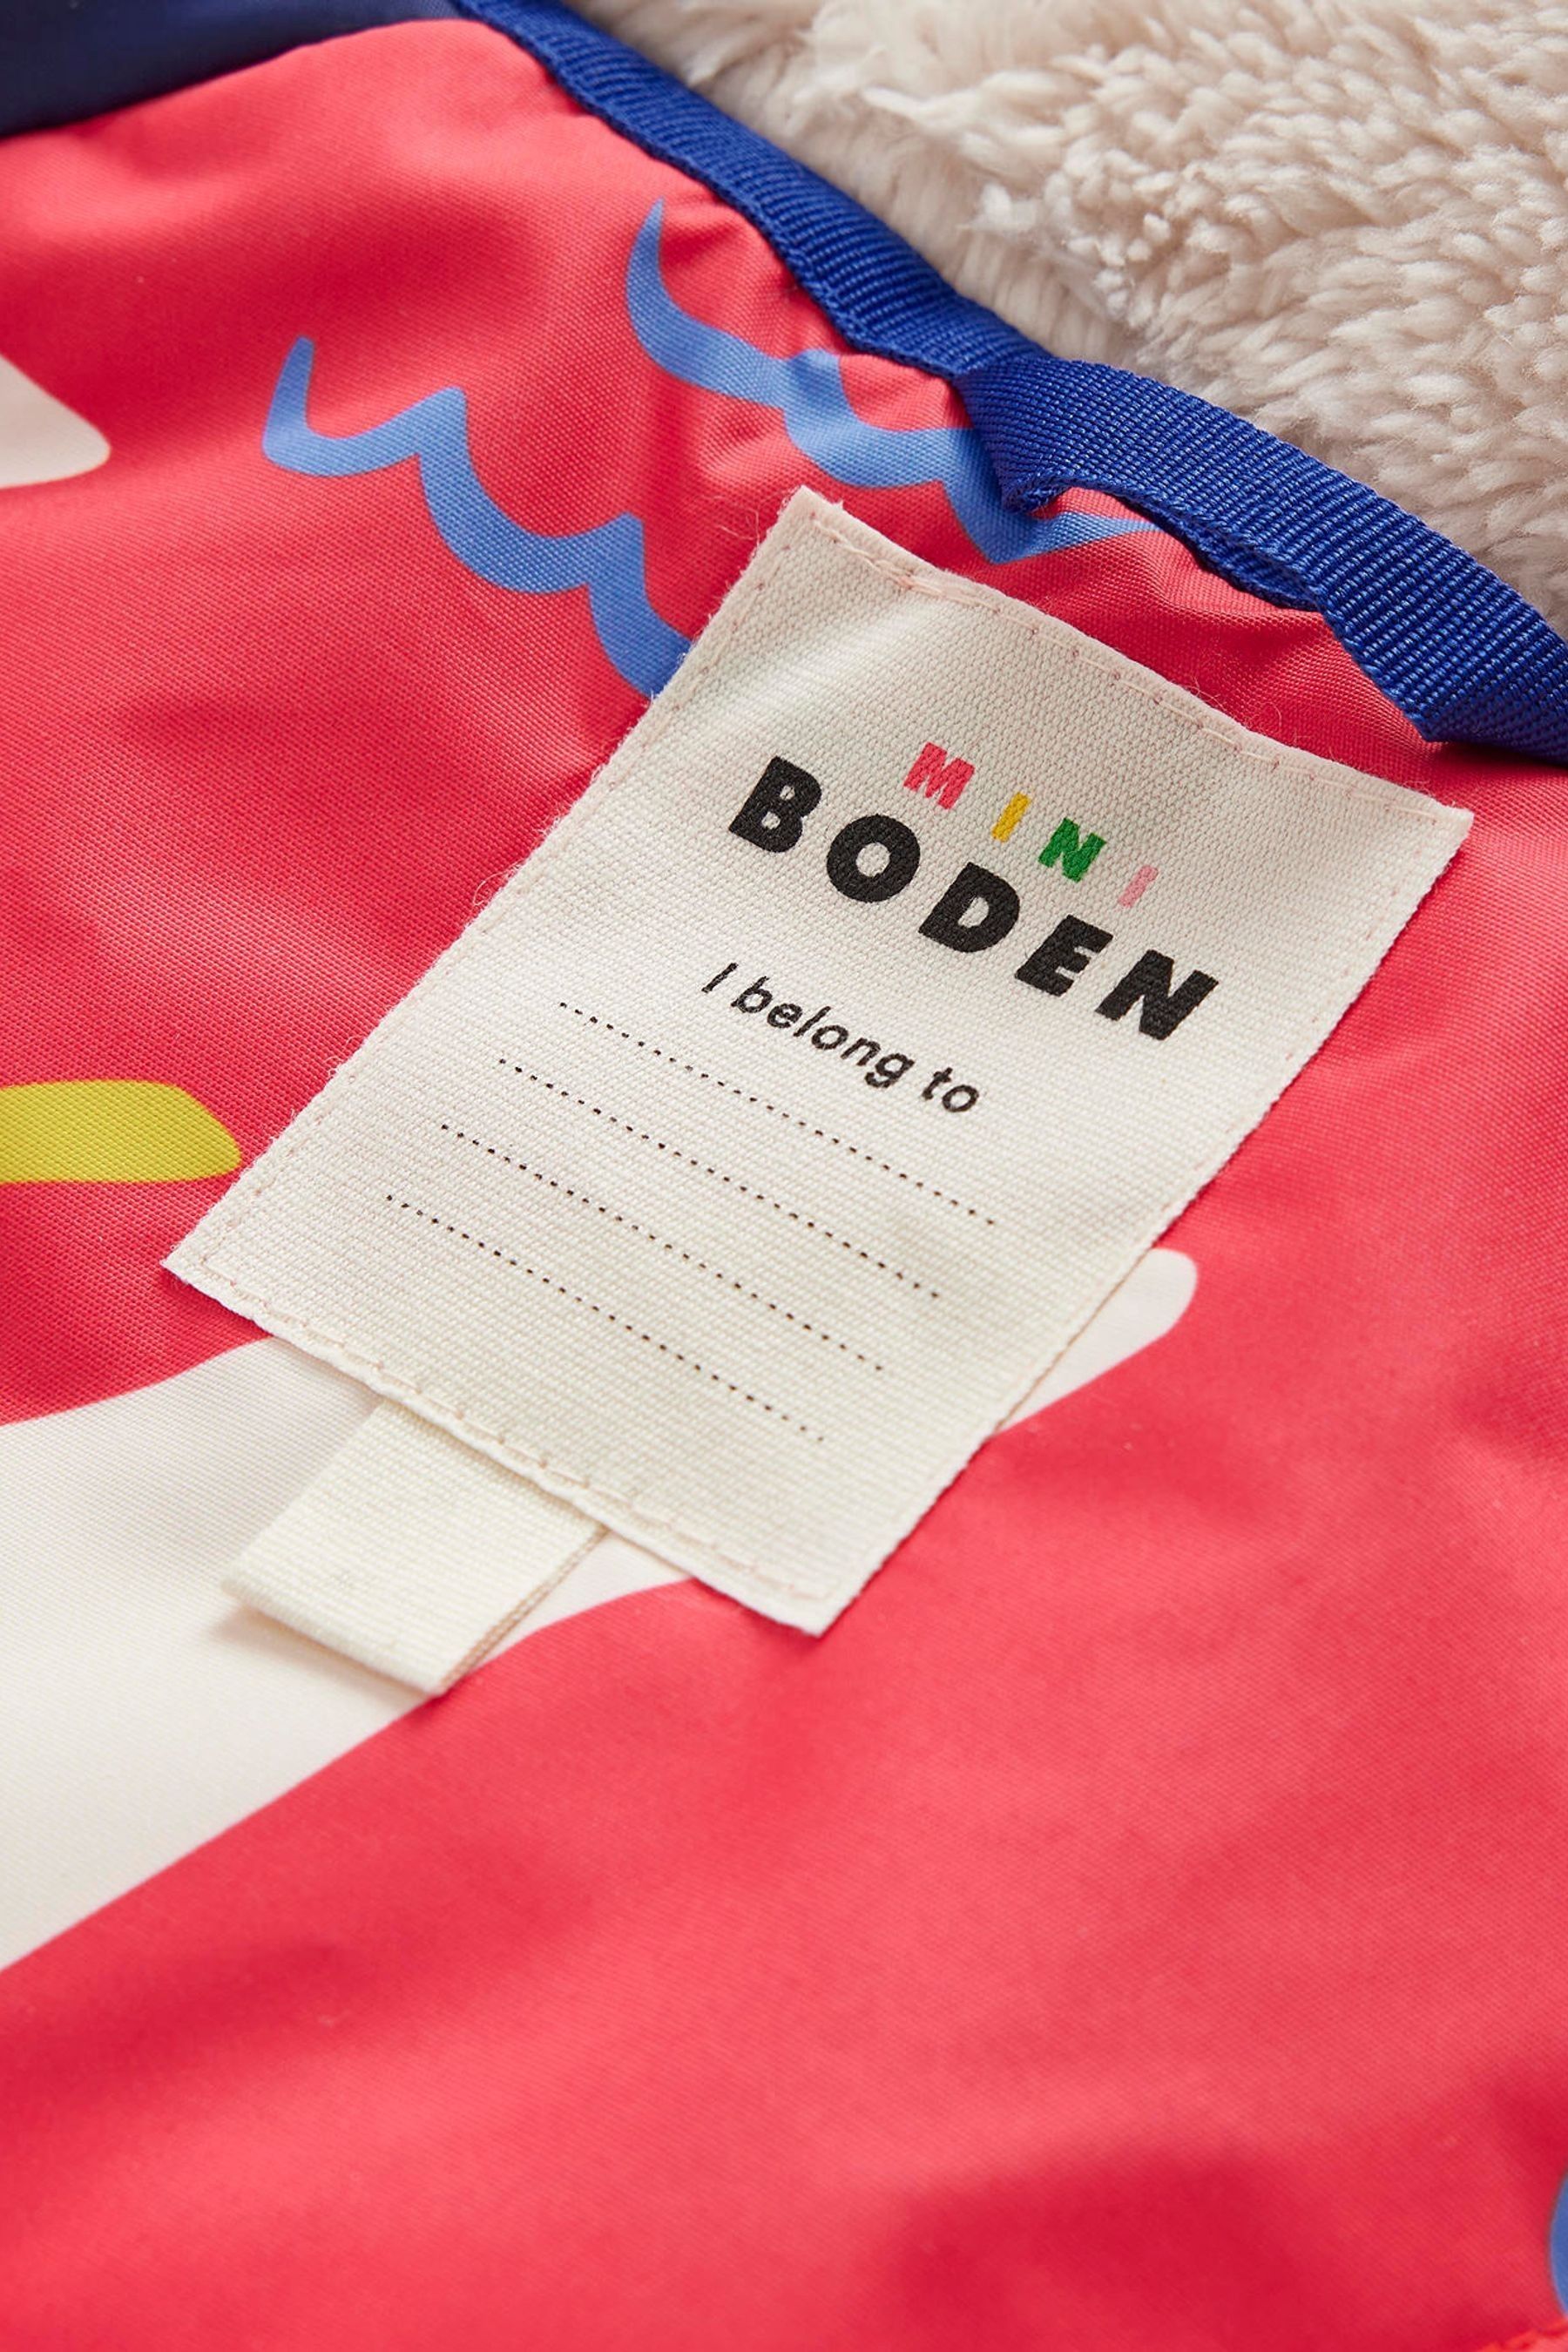 MINI
BODEN
I belong to